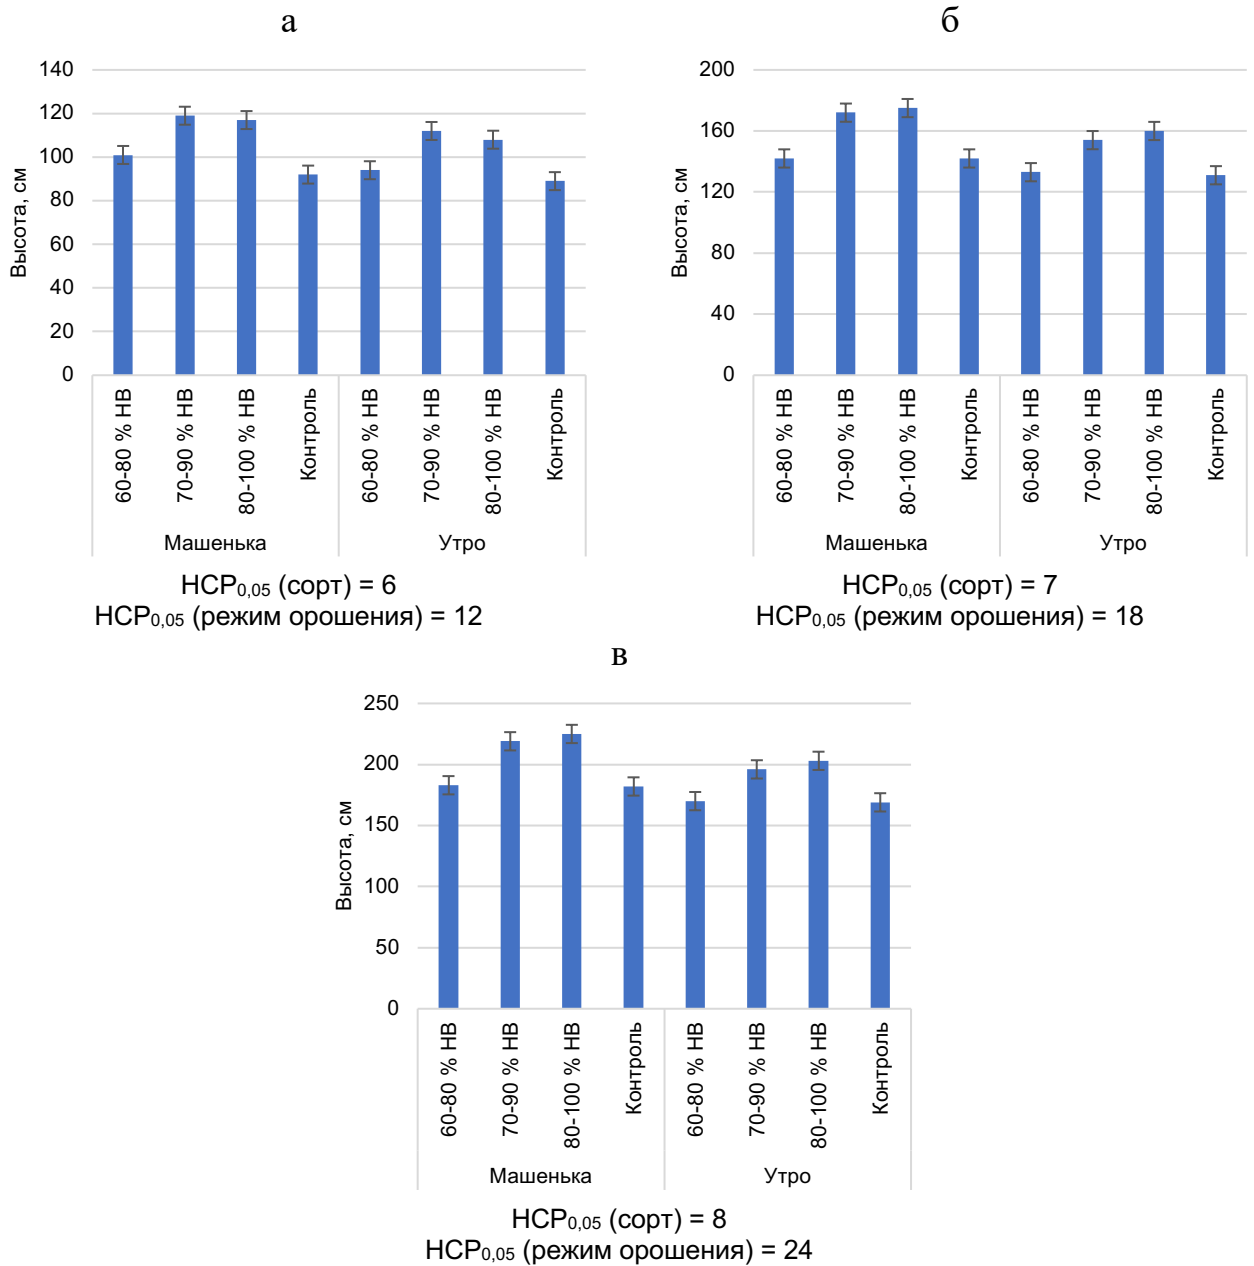 а
140
120
100
80
60
40
20
0
Высота, см
60-80 % НВ
70-90 % НВ
80-100 % НВ
Контроль
60-80 % НВ
70-90 % НВ
80-100 % НВ
Контроль
Машенька
Утро
НСР0,05 (сорт) = 6
НСР0,05 (режим орошения) = 12
б
200
160
120
80
40
0
Высота, см
60-80 % НВ
70-90 % НВ
80-100 % НВ
Контроль
60-80 % НВ
70-90 % НВ
80-100 % НВ
Контроль
Машенька
Утро
НСР0,05 (сорт) = 7
НСР0,05 (режим орошения) = 18
в
250
200
150
100
50
0
Высота, см
60-80 % НВ
70-90 % НВ
80-100 % НВ
Контроль
60-80 % НВ
70-90 % НВ
80-100 % НВ
Контроль
Машенька
Утро
НСР0,05 (сорт) = 8
НСР0,05 (режим орошения) = 24